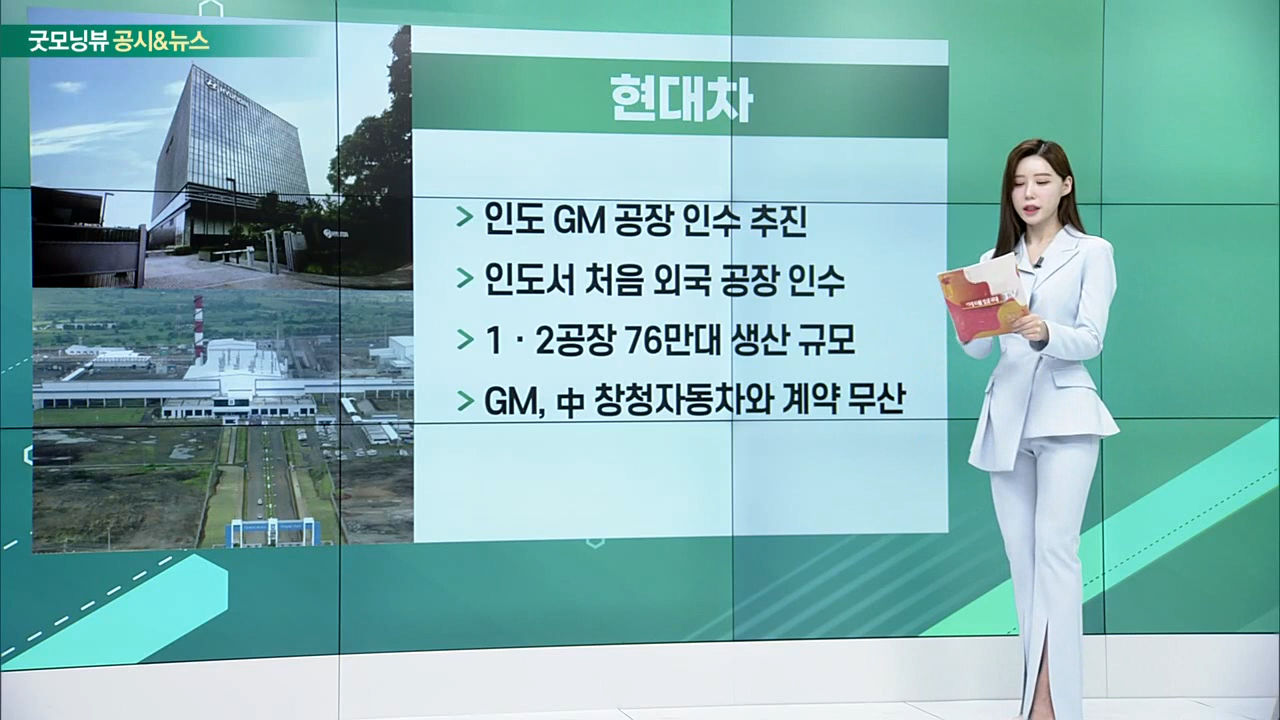 굿모닝뷰 공시&뉴스
현대차
> 인도 GM 공장 인수 추진
> 인도서 처음 외국 공장 인수
> 1·2공장 76만대 생산 규모
> GM, 中 창청자동차와 계약 무산